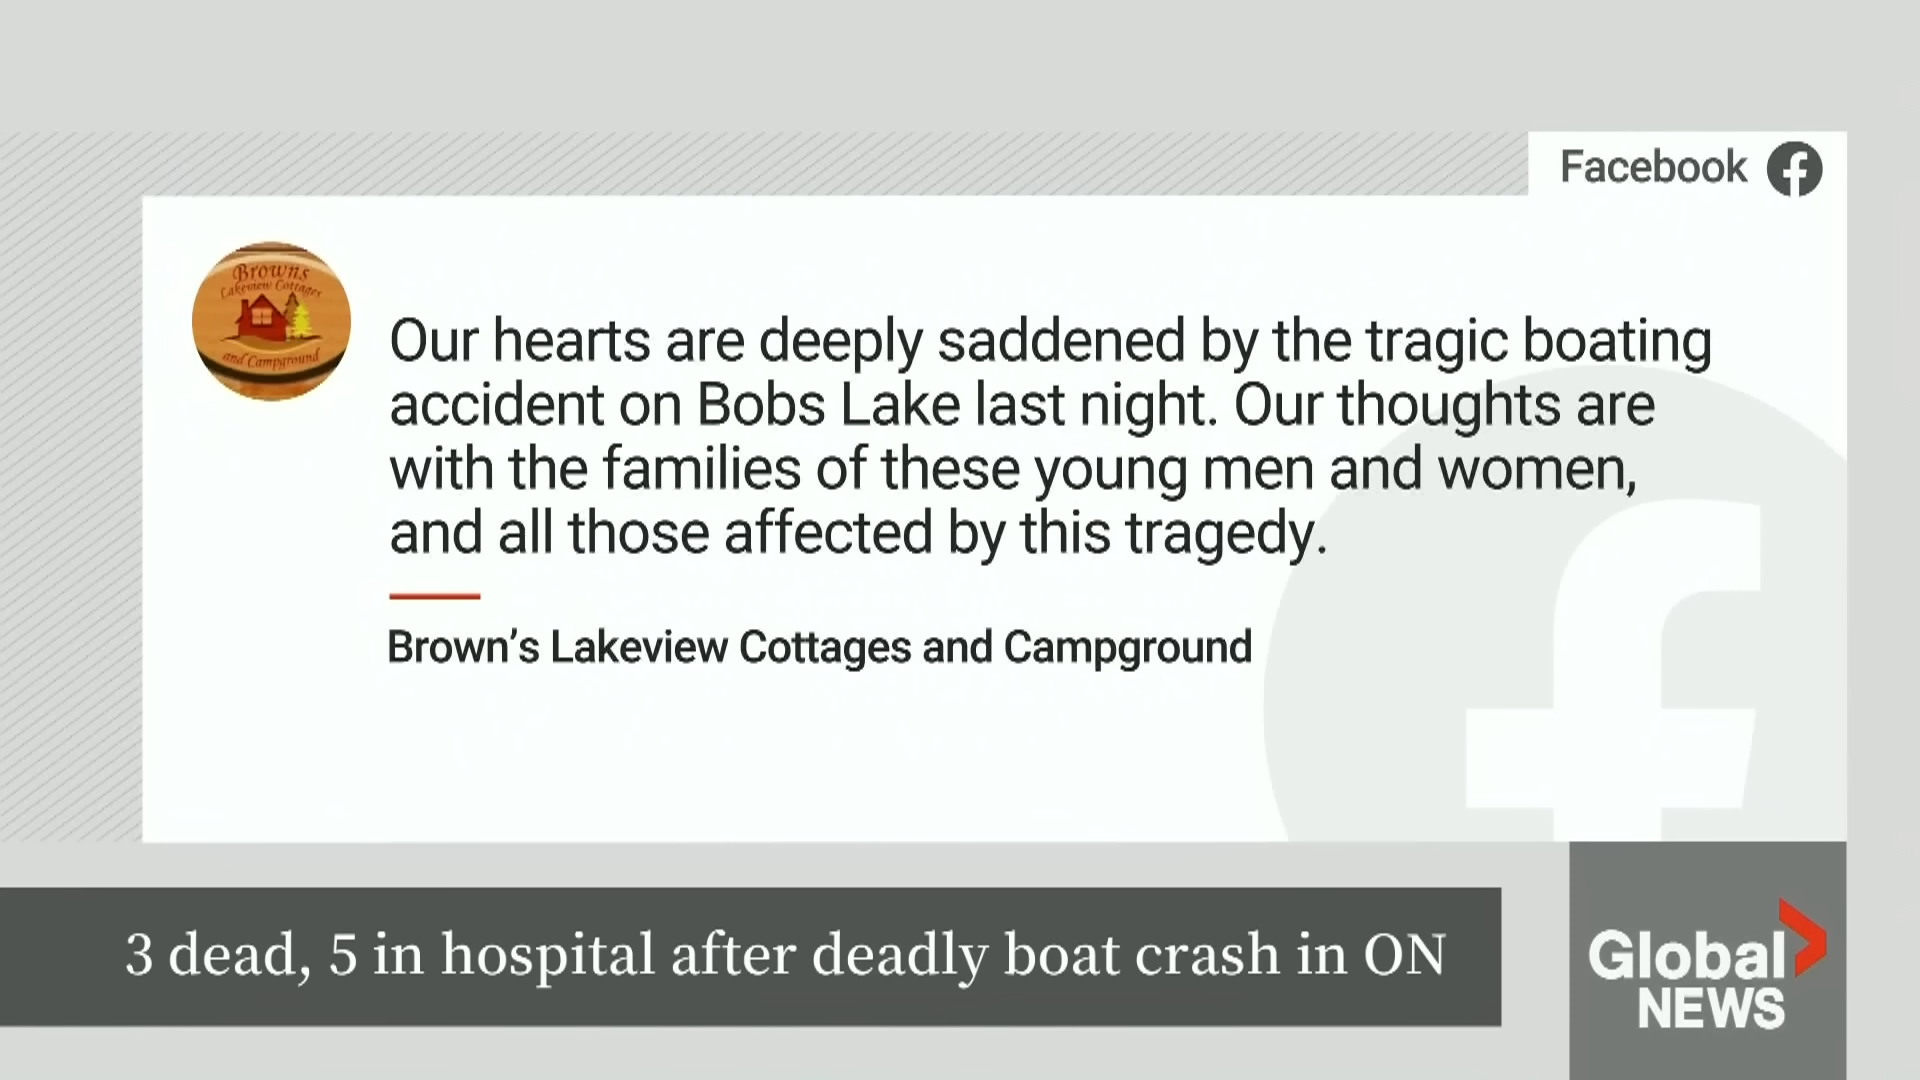 Facebook
Browns
Lakeview Cottages
and Campground
Our hearts are deeply saddened by the tragic boating
accident on Bobs Lake last night. Our thoughts are
with the families of these young men and women,
and all those affected by this tragedy.
Brown’s Lakeview Cottages and Campground
3 dead, 5 in hospital after deadly boat crash in ON
Global
NEWS